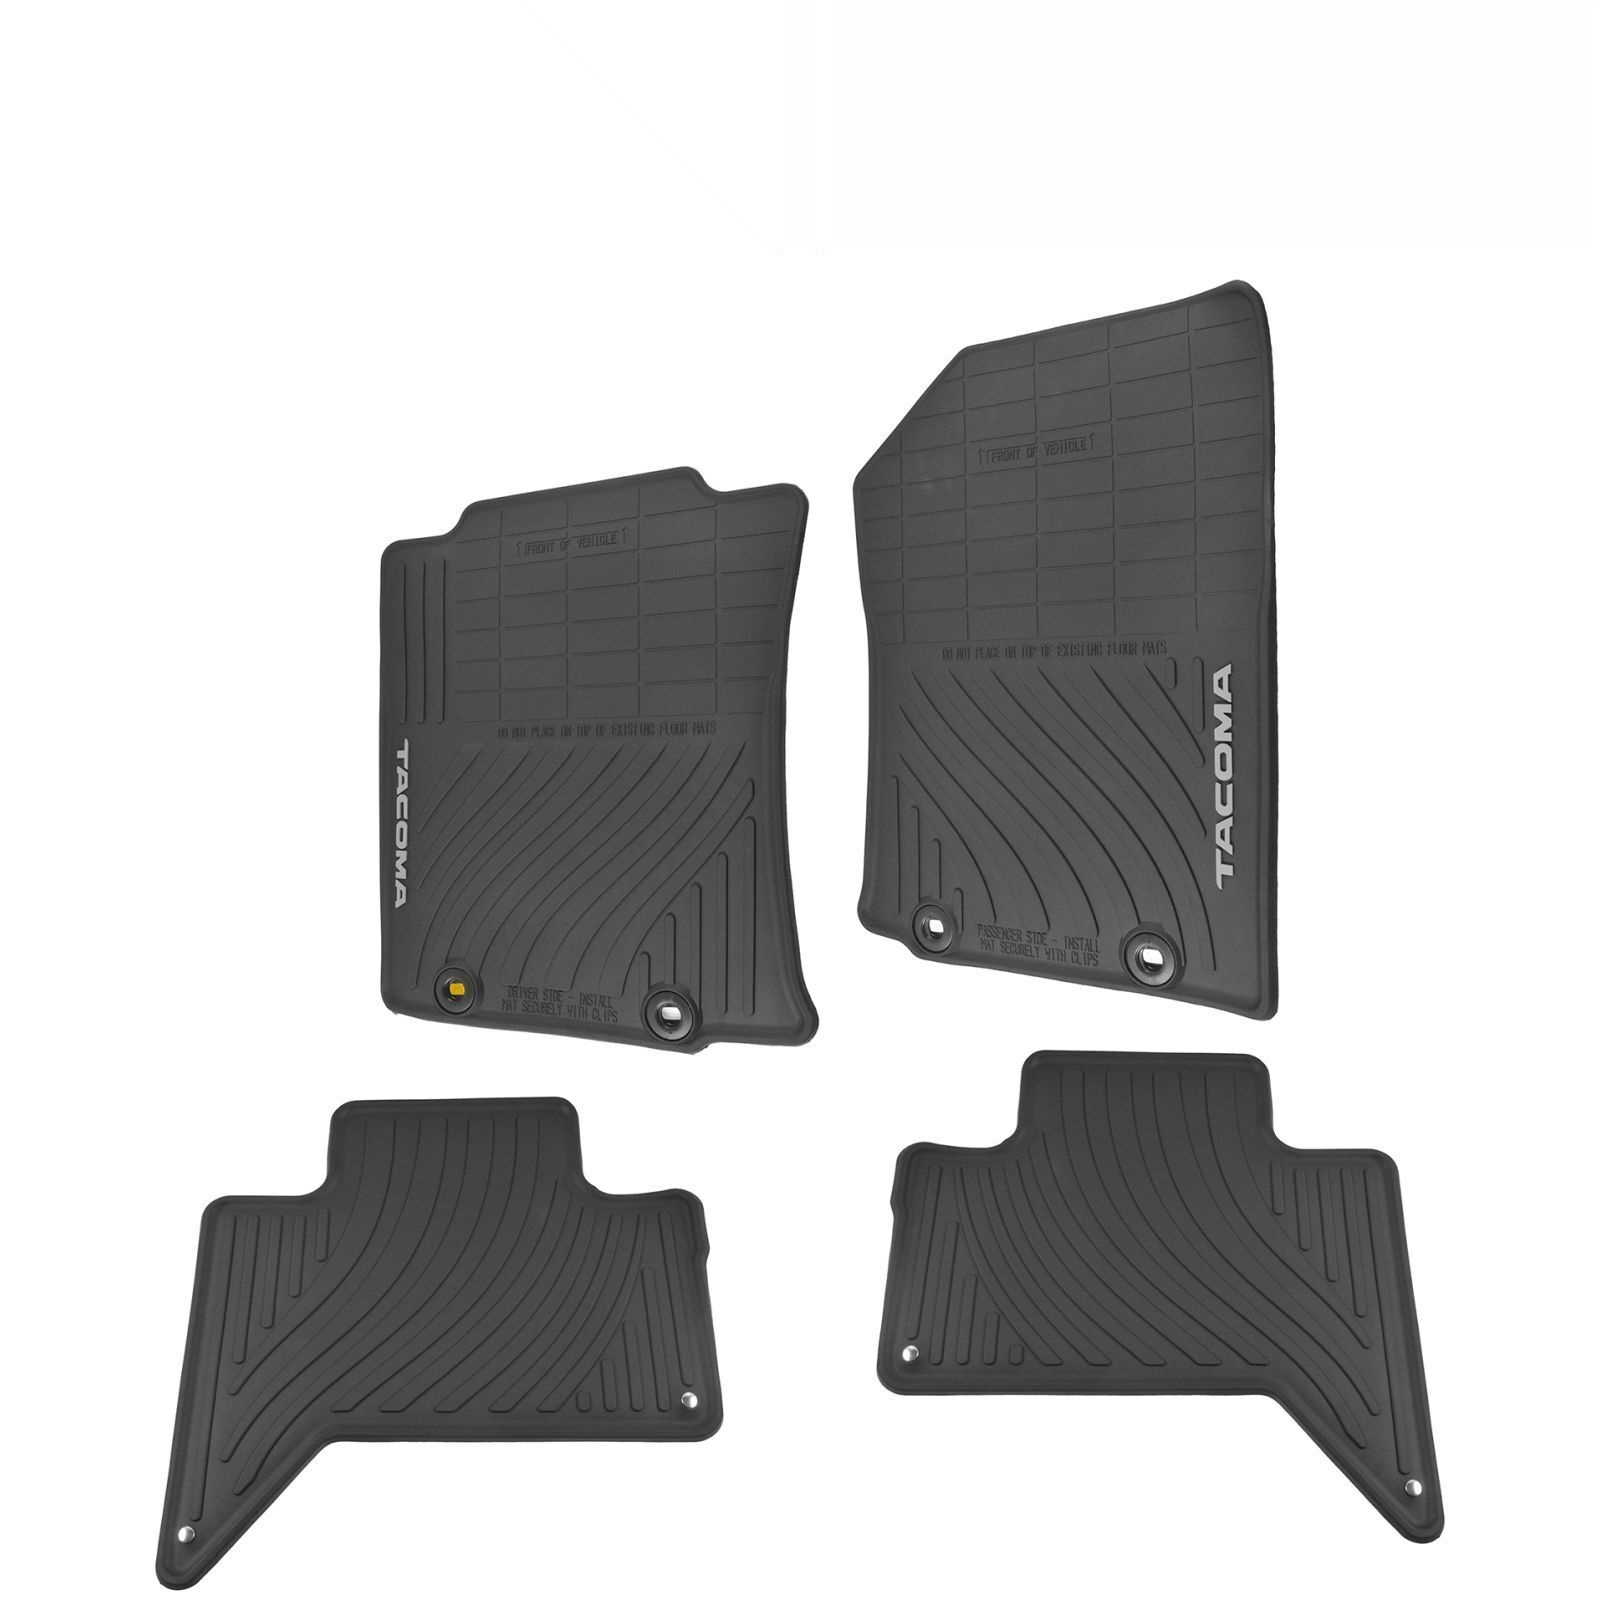 FRONT OF VEHICLE
DO NOT PLACE ON TOP OF EXISTING FLOOR MATS
TACOMA
DRIVER SIDE - INSTALL
MAT SECURELY WITH CLIPS
FRONT OF VEHICLE
DO NOT PLACE ON TOP OF EXISTING FLOOR MATS
TACOMA
PASSENGER SIDE - INSTALL
MAT SECURELY WITH CLIPS